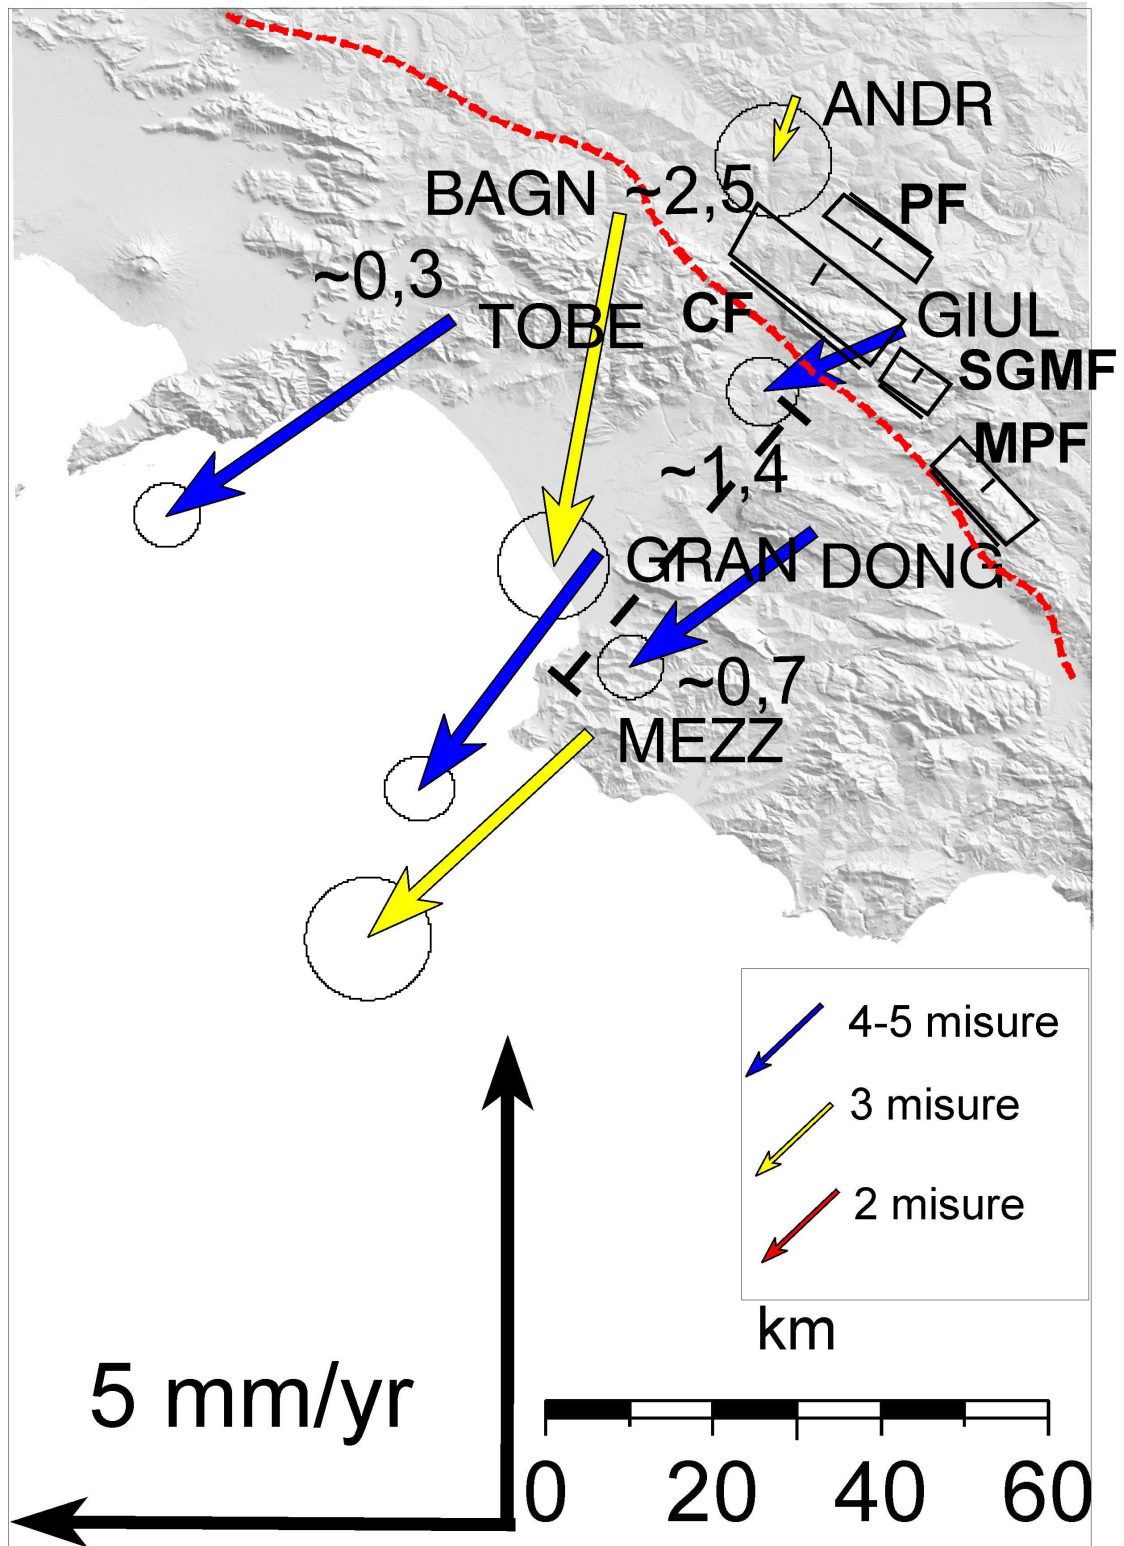 ANDR
BAGN ~2,5
PF
~0,3
TOBE
CF
GIUL
SGMF
MPF
~1,4
GRAN
DONG
~0,7
MEZZ
4-5 misure
3 misure
2 misure
km
5 mm/yr
0 20 40 60